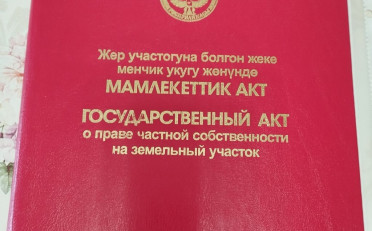 Жер участогуна болгон жеке
менчик укугу жөнүндө
МАМЛЕКЕТТИК АКТ
ГОСУДАРСТВЕННЫЙ АКТ
о праве частной собственности
на земельный участок